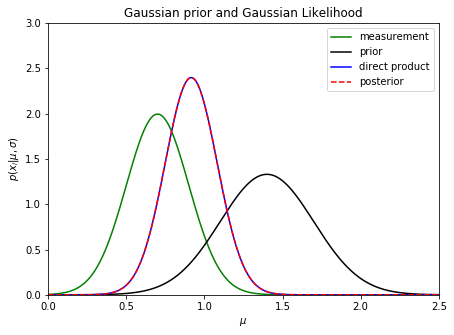 Gaussian prior and Gaussian Likelihood
3.0
2.5
2.0
1.5
1.0
0.5
0.0
p(xᵢ|μ, σ)
measurement
prior
direct product
posterior
0.0 0.5 1.0 1.5 2.0 2.5
μ